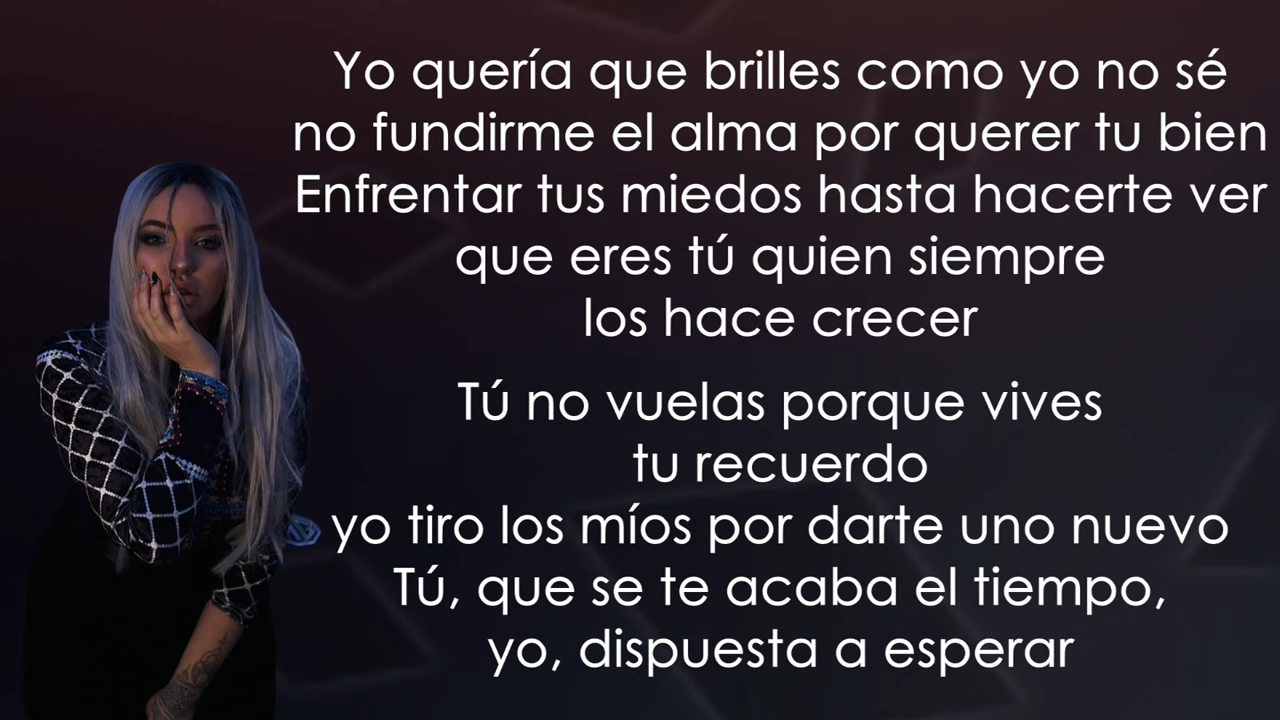 Yo quería que brilles como yo no sé
no fundirme el alma por querer tu bien
Enfrentar tus miedos hasta hacerte ver
que eres tú quien siempre
los hace crecer
Tú no vuelas porque vives
tu recuerdo
yo tiro los míos por darte uno nuevo
Tú, que se te acaba el tiempo,
yo, dispuesta a esperar